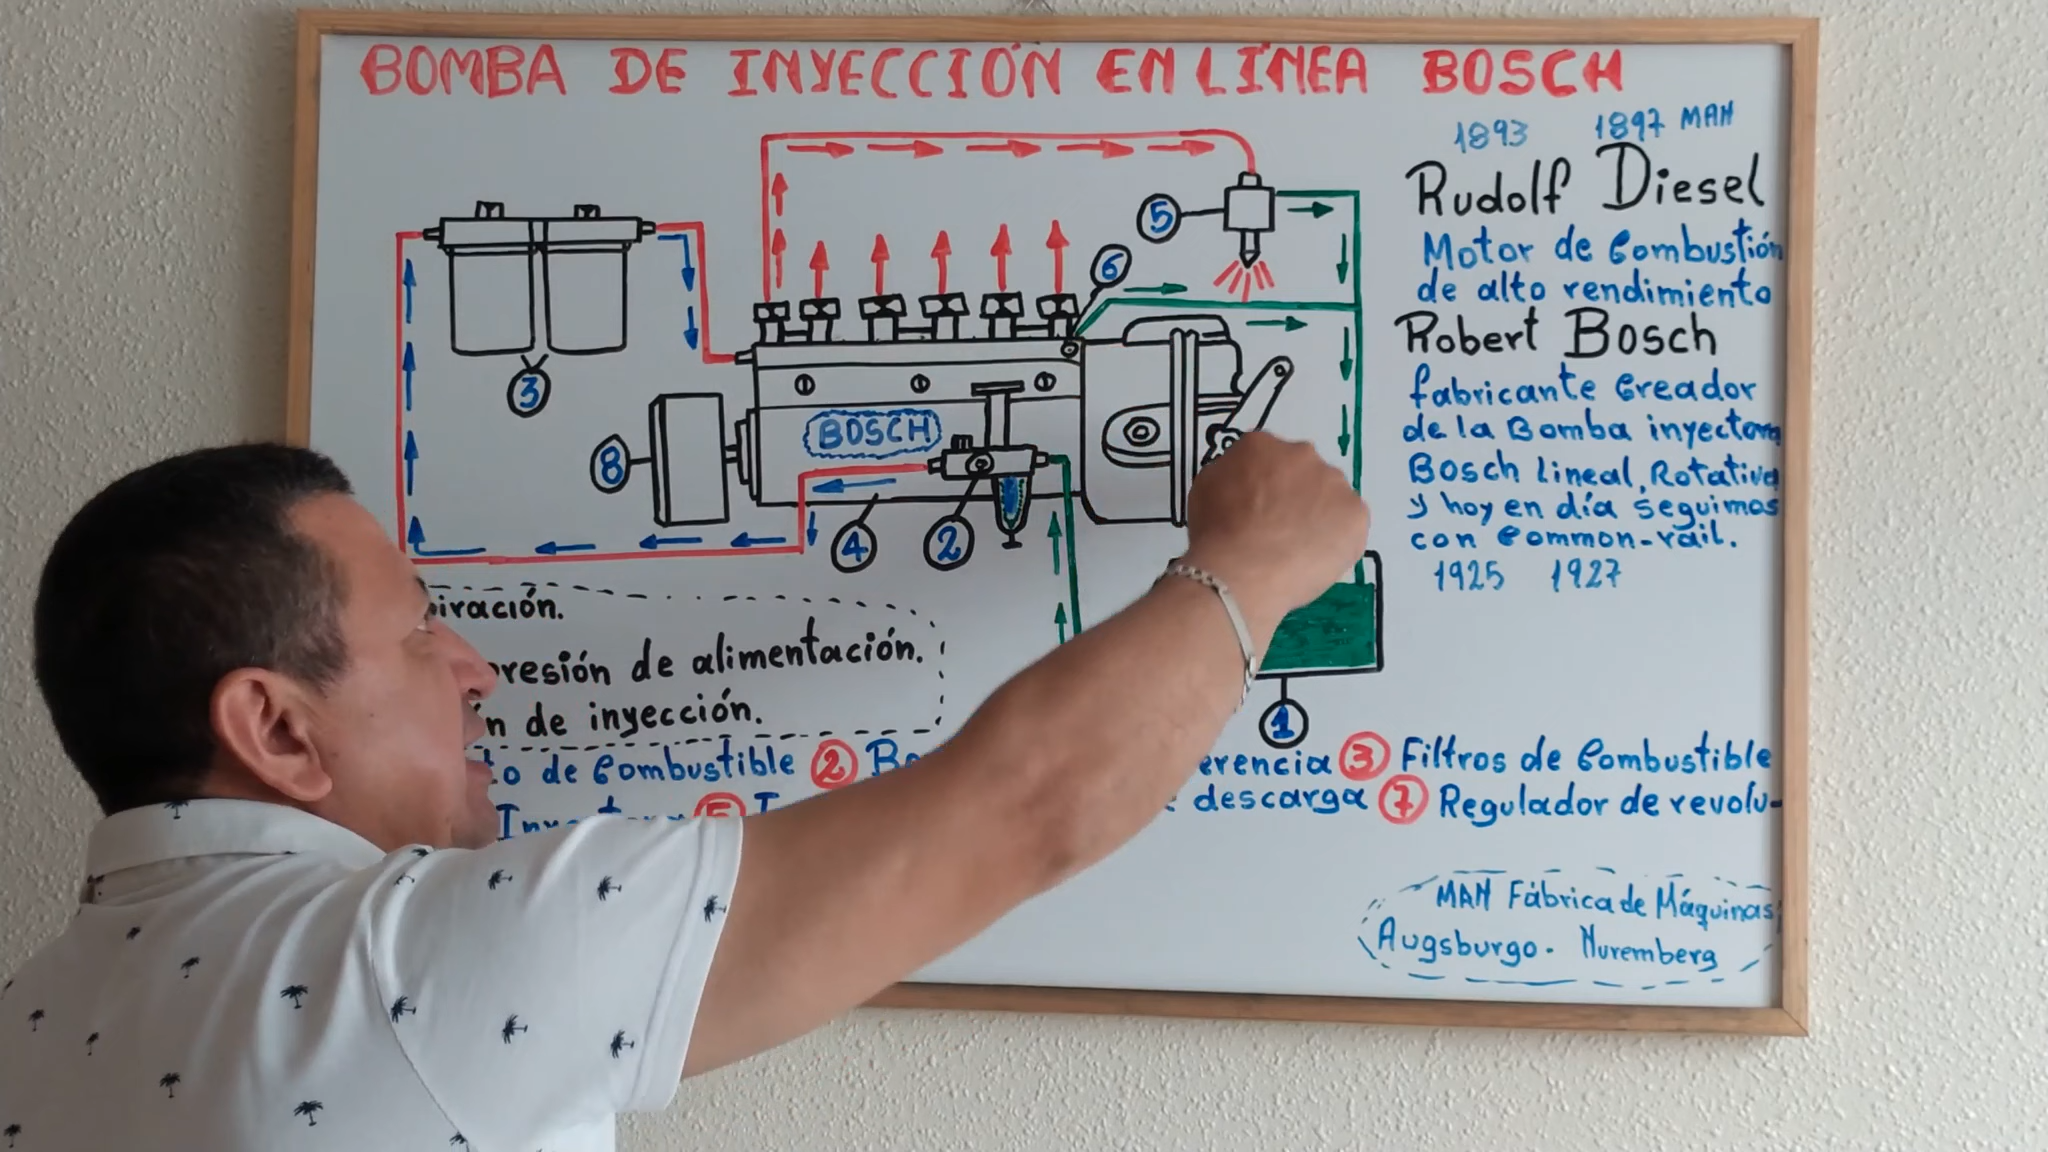 BOMBA DE INYECCIÓN EN LÍNEA BOSCH
1893 1897 MAN
Rudolf Diesel
Motor de Combustión
de alto rendimiento
Robert Bosch
fabricante Creador
de la Bomba inyectora
Bosch lineal, Rotativa
y hoy en día seguimos
con Common-rail.
1925 1927
5
6
3
8
BOSCH
4
2
1
iración.
presión de alimentación.
n de inyección.
to de Combustible 2 Bo erencia 3 Filtros de Combustible
5 descarga 7 Regulador de revolu-
MAN Fábrica de Máquinas
Augsburgo - Nuremberg